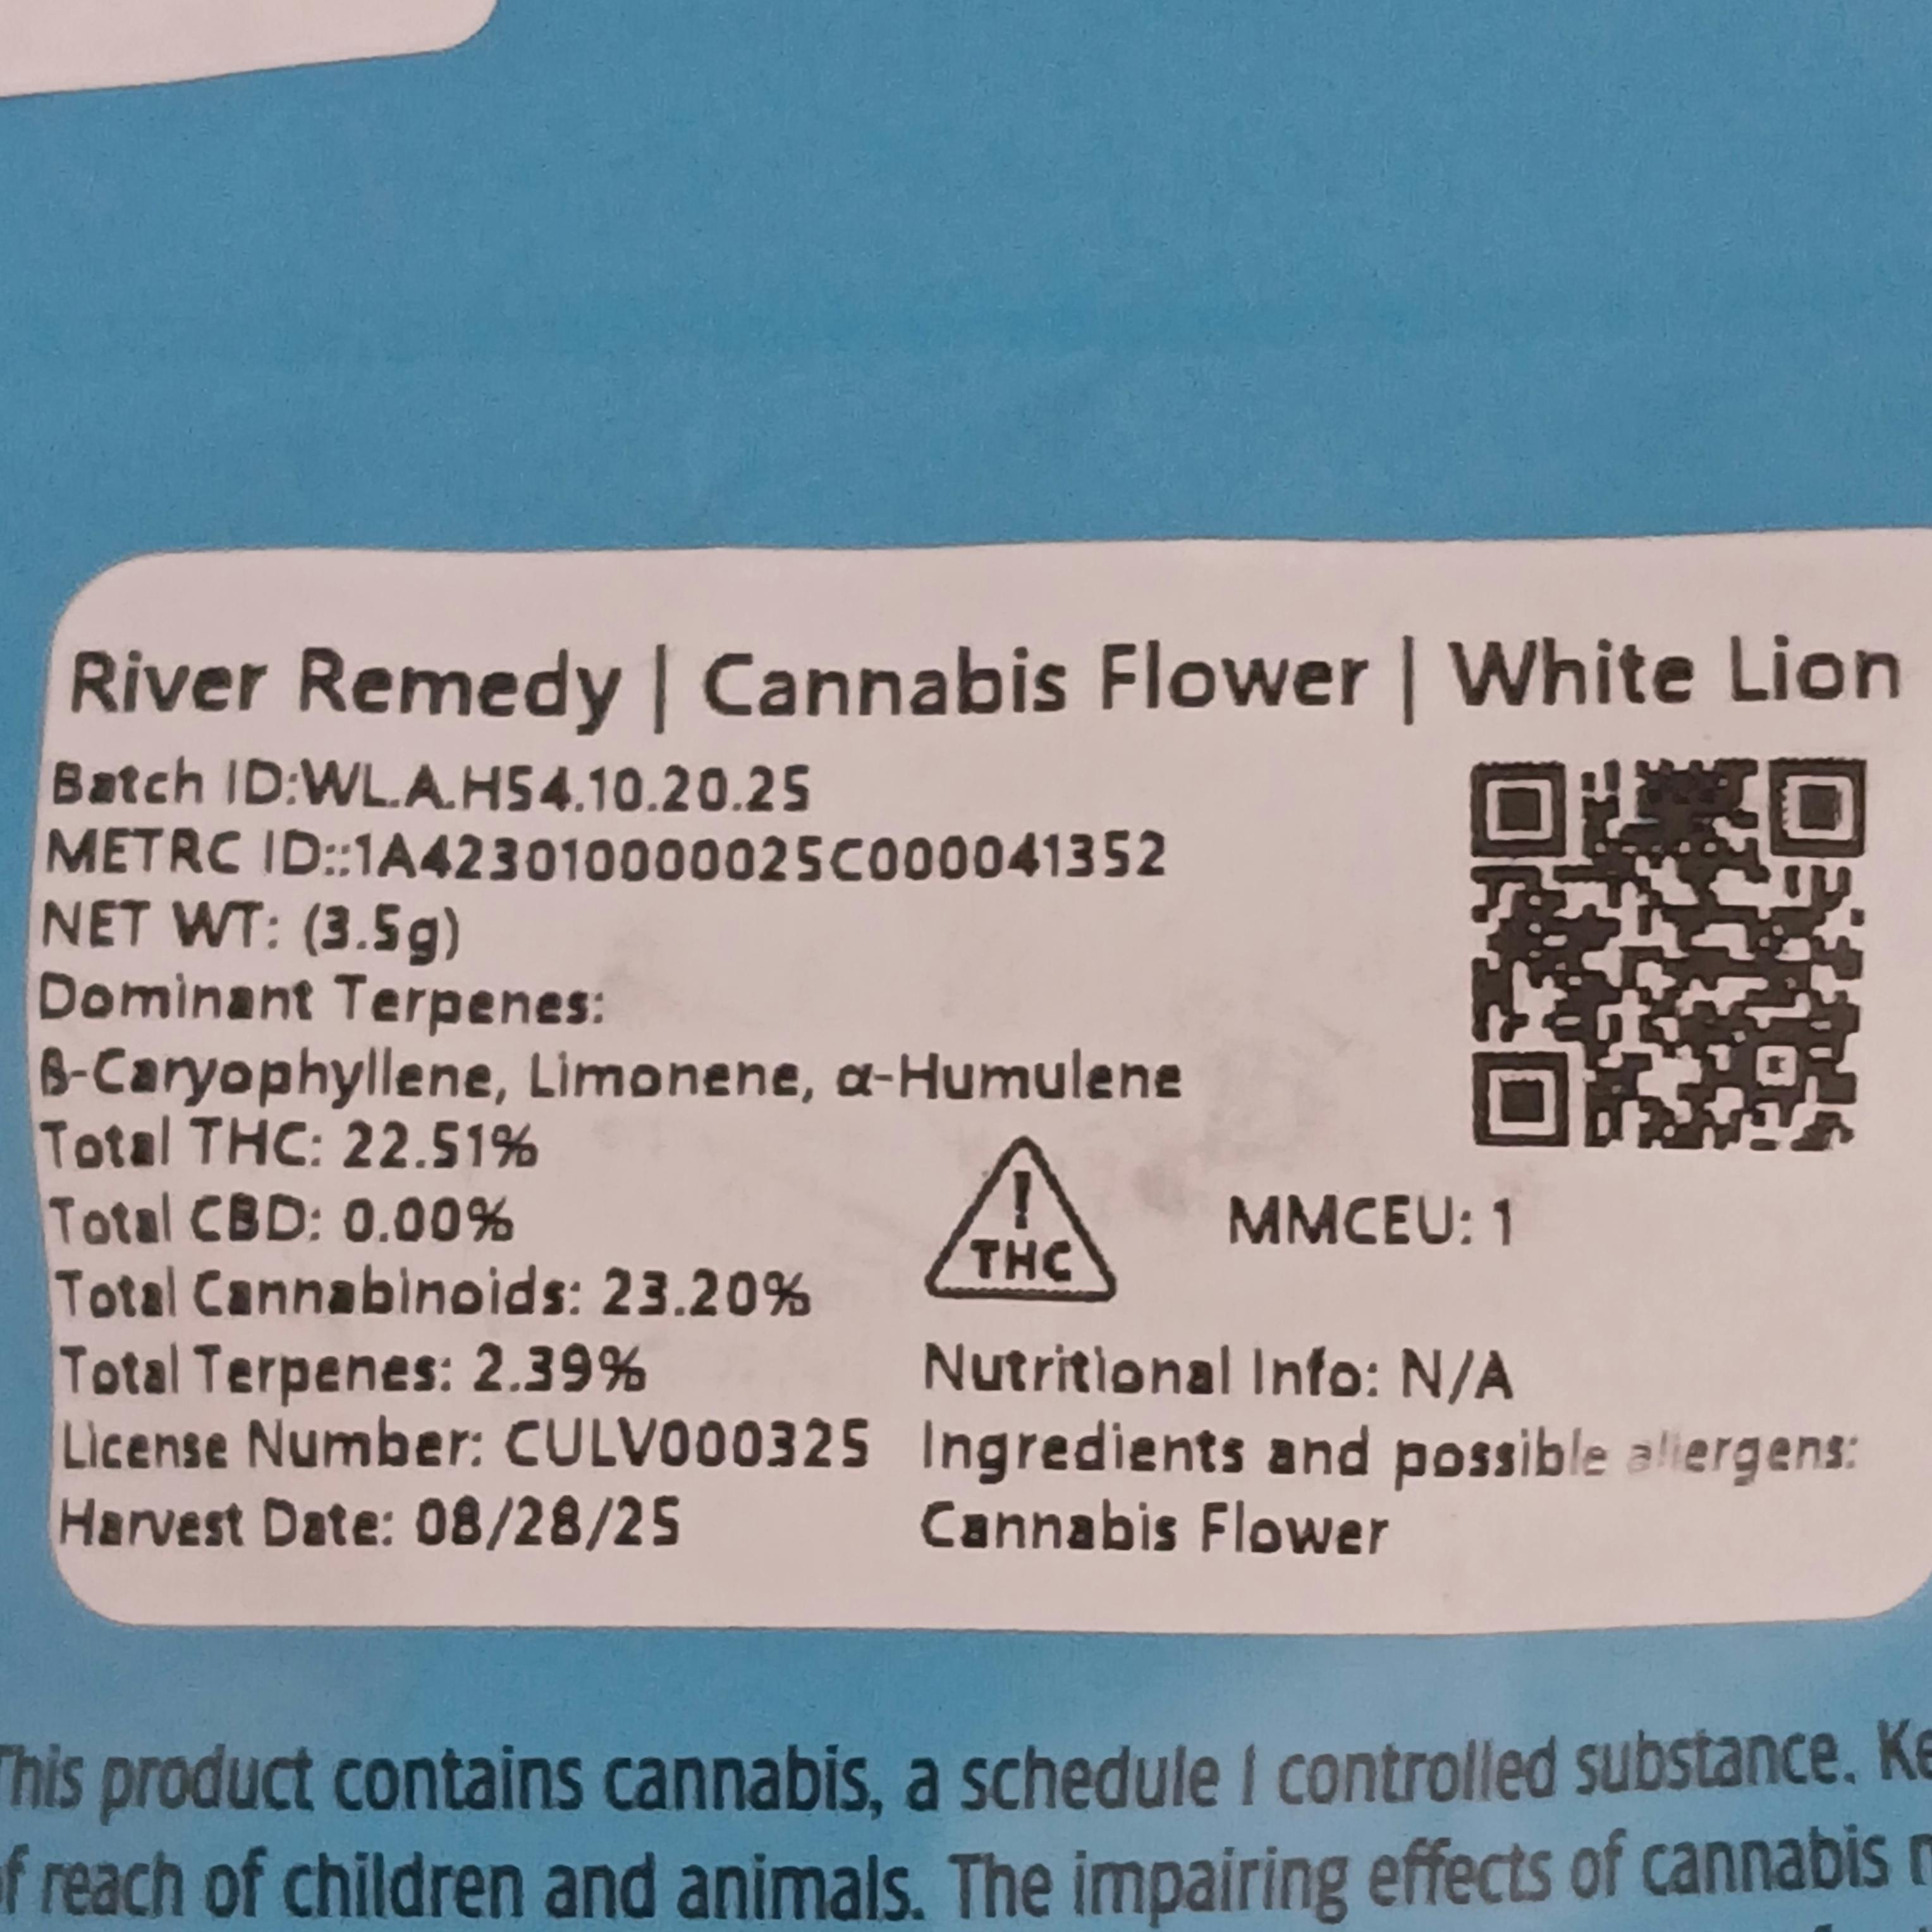 River Remedy | Cannabis Flower | White Lion
Batch ID:WL.A.H54.10.20.25
METRC ID::1A423010000025C000041352
NET WT: (3.5g)
Dominant Terpenes:
β-Caryophyllene, Limonene, α-Humulene
Total THC: 22.51%
Total CBD: 0.00%
Total Cannabinoids: 23.20%
Total Terpenes: 2.39%
License Number: CULV000325
Harvest Date: 08/28/25
!
THC
MMCEU: 1
Nutritional Info: N/A
Ingredients and possible allergens:
Cannabis Flower
This product contains cannabis, a schedule I controlled substance.
of reach of children and animals. The impairing effects of cannabis